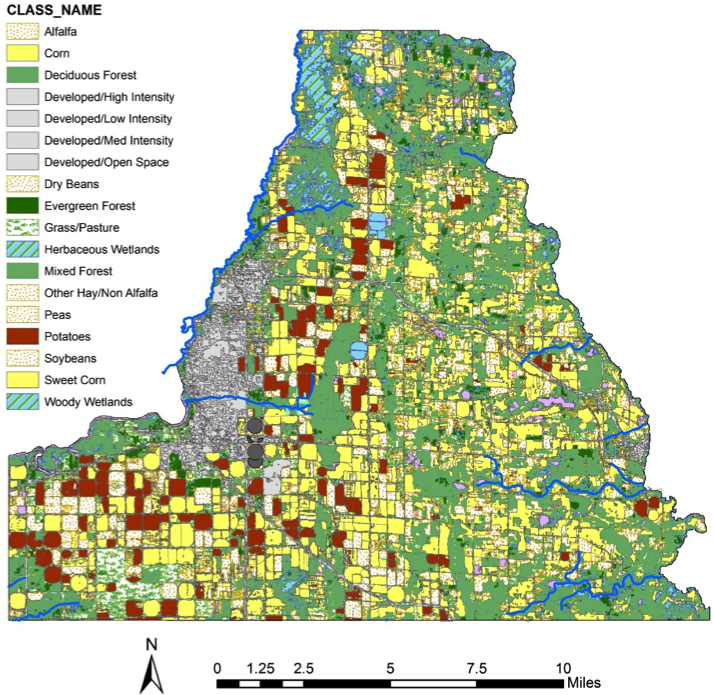 CLASS_NAME
Alfalfa
Corn
Deciduous Forest
Developed/High Intensity
Developed/Low Intensity
Developed/Med Intensity
Developed/Open Space
Dry Beans
Evergreen Forest
Grass/Pasture
Herbaceous Wetlands
Mixed Forest
Other Hay/Non Alfalfa
Peas
Potatoes
Soybeans
Sweet Corn
Woody Wetlands
N
0 1.25 2.5 5 7.5 10
Miles